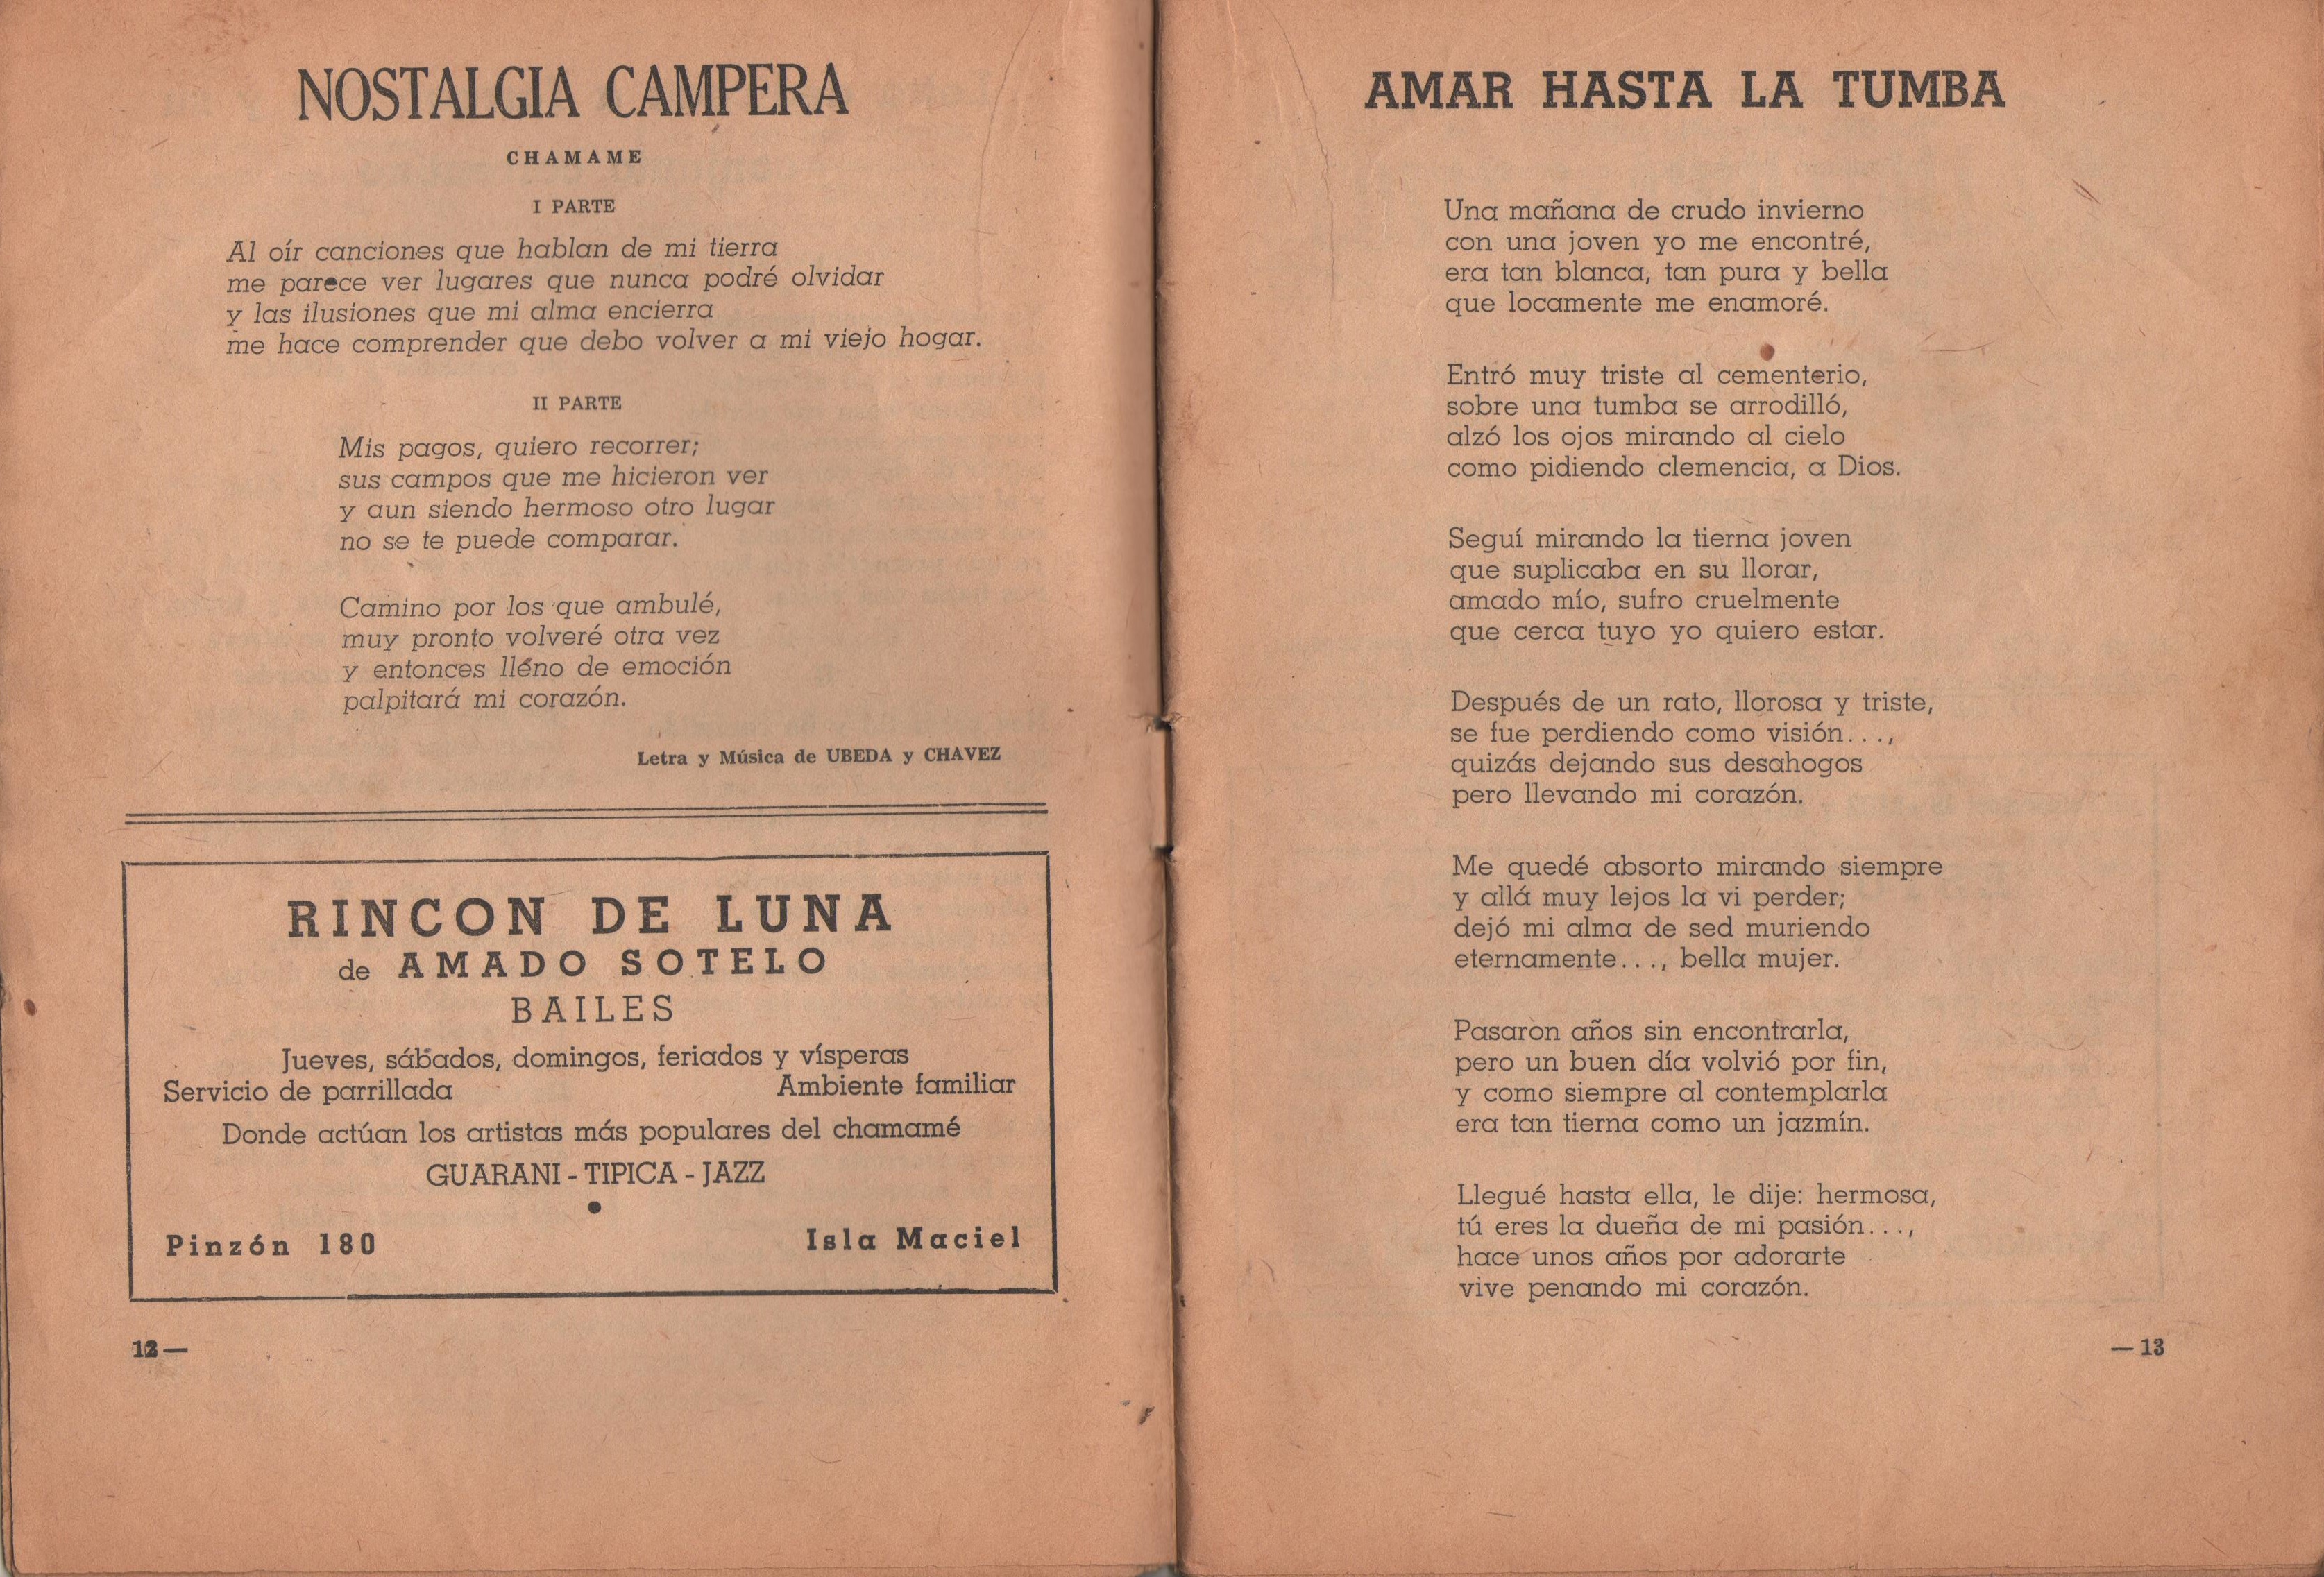 NOSTALGIA CAMPERA
CHAMAME
I PARTE
Al oír canciones que hablan de mi tierra
me parece ver lugares que nunca podré olvidar
y las ilusiones que mi alma encierra
me hace comprender que debo volver a mi viejo hogar.
II PARTE
Mis pagos, quiero recorrer;
sus campos que me hicieron ver
y aun siendo hermoso otro lugar
no se te puede comparar.
Camino por los que ambulé,
muy pronto volveré otra vez
y entonces lléno de emoción
palpitará mi corazón.
Letra y Música de UBEDA y CHAVEZ
RINCON DE LUNA
de AMADO SOTELO
BAILES
Jueves, sábados, domingos, feriados y vísperas
Servicio de parrillada Ambiente familiar
Donde actúan los artistas más populares del chamamé
GUARANI - TIPICA - JAZZ
Pinzón 180 Isla Maciel
12 —
AMAR HASTA LA TUMBA
Una mañana de crudo invierno
con una joven yo me encontré,
era tan blanca, tan pura y bella
que locamente me enamoré.
Entró muy triste al cementerio,
sobre una tumba se arrodilló,
alzó los ojos mirando al cielo
como pidiendo clemencia, a Dios.
Seguí mirando la tierna joven
que suplicaba en su llorar,
amado mío, sufro cruelmente
que cerca tuyo yo quiero estar.
Después de un rato, llorosa y triste,
se fue perdiendo como visión...,
quizás dejando sus desahogos
pero llevando mi corazón.
Me quedé absorto mirando siempre
y allá muy lejos la vi perder;
dejó mi alma de sed muriendo
eternamente..., bella mujer.
Pasaron años sin encontrarla,
pero un buen día volvió por fin,
y como siempre al contemplarla
era tan tierna como un jazmín.
Llegué hasta ella, le dije: hermosa,
tú eres la dueña de mi pasión...,
hace unos años por adorarte
vive penando mi corazón.
— 13